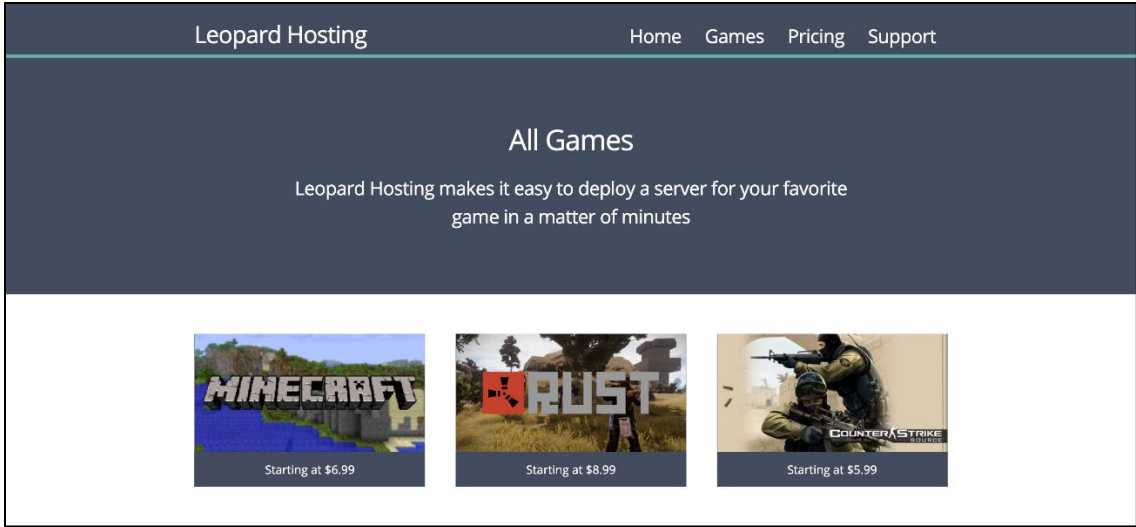 Leopard Hosting
Home Games Pricing Support
All Games
Leopard Hosting makes it easy to deploy a server for your favorite
game in a matter of minutes
MINECRAFT
RUST
COUNTER STRIKE
SOURCE
Starting at $6.99
Starting at $8.99
Starting at $5.99